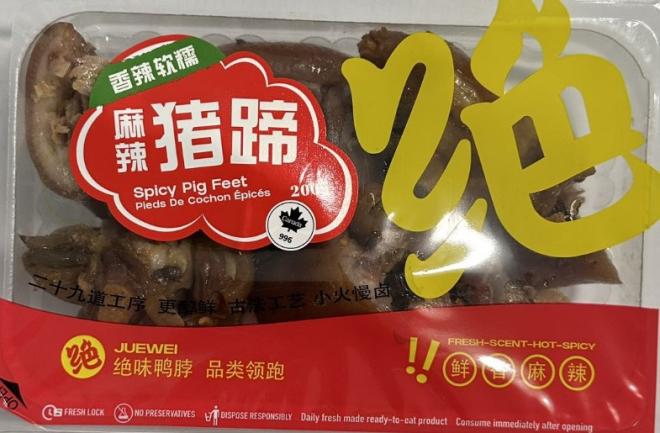 香辣软糯
麻辣
猪蹄
Spicy Pig Feet
Pieds De Cochon Épicés
Canada
996
绝
二十九道工序 更 鲜 古法工艺 小火慢卤
绝
JUEWEI
绝味鸭脖 品类领跑
!!
FRESH-SCENT-HOT-SPICY
鲜香麻辣
FRESH LOCK
NO PRESERVATIVES
DISPOSE RESPONSIBLY
Daily fresh made ready-to-eat product
Consume immediately after opening